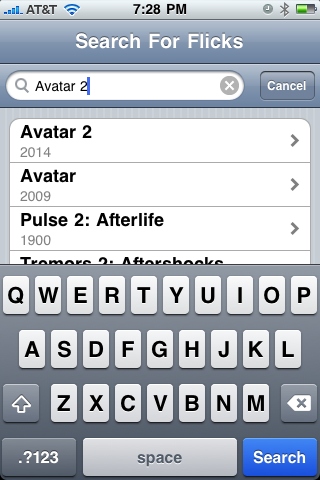 AT&T 7:28 PM
Search For Flicks
Avatar 2 Cancel
Avatar 2
2014
Avatar
2009
Pulse 2: Afterlife
1900
Tremors 2: Aftershocks
Q W E R T Y U I O P
A S D F G H J K L
Z X C V B N M
.?123 space Search